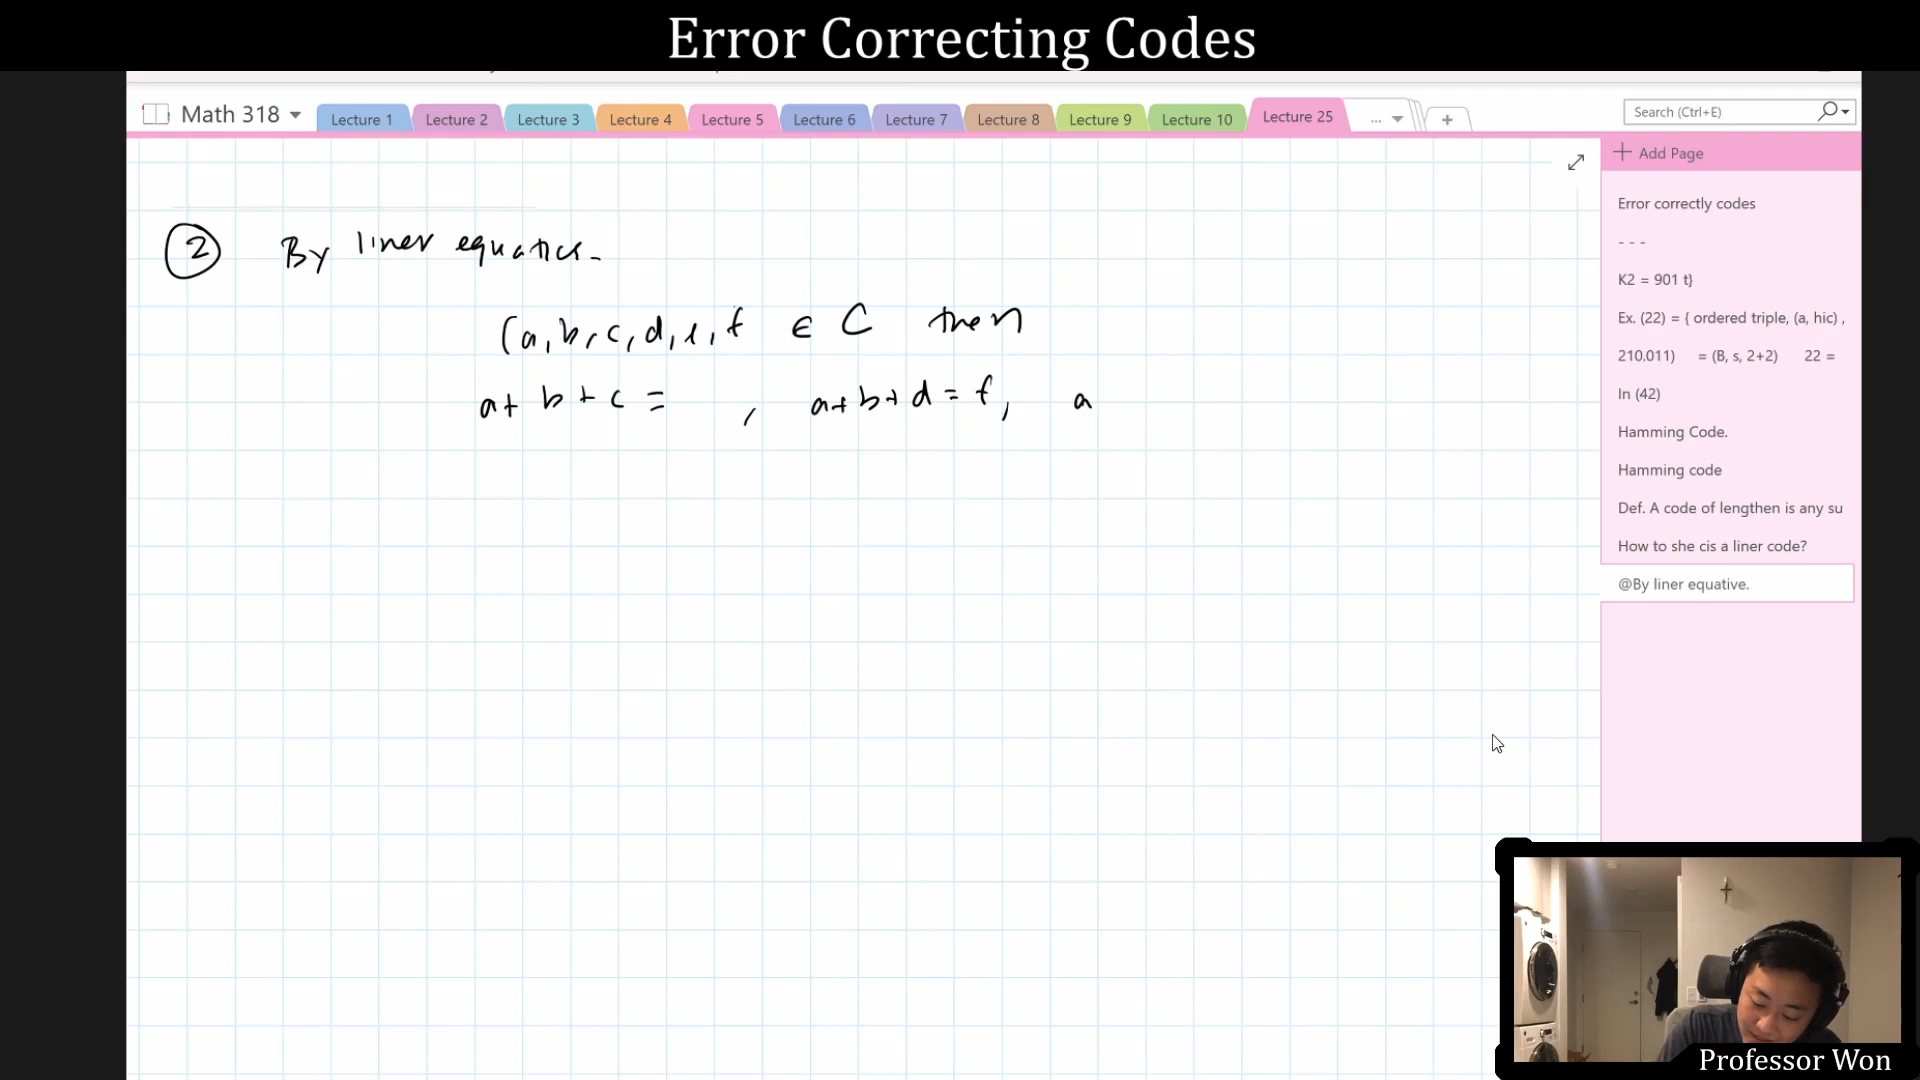 Error Correcting Codes
Math 318
Lecture 1
Lecture 2
Lecture 3
Lecture 4
Lecture 5
Lecture 6
Lecture 7
Lecture 8
Lecture 9
Lecture 10
Lecture 25
...
+
Search (Ctrl+E)
Add Page
Error correctly codes
- - -
K2 = 901 t}
Ex. (22) = { ordered triple, (a, hic) ,
210.011) = (B, s, 2+2) 22 =
In (42)
Hamming Code.
Hamming code
Def. A code of lengthen is any su
How to she cis a liner code?
@By liner equative.
② By liner equatics.
(a, b, c, d, e, f ∈ C then
a + b + c = , a + b + d = f, a
Professor Won